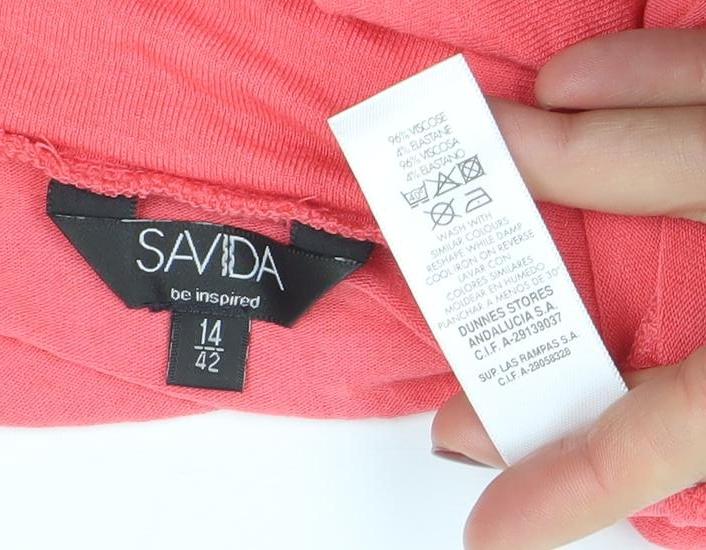 SAVIDA
be inspired
14
42
96% VISCOSE
4% ELASTANE
96% VISCOSA
4% ELASTANO
40°
WASH WITH
SIMILAR COLOURS
RESHAPE WHILE DAMP
COOL IRON ON REVERSE
LAVAR CON
COLORES SIMILARES
MOLDEAR EN HUMEDO
PLANCHAR A MENOS DE 30°
DUNNES STORES
ANDALUCIA S.A.
C.I.F. A-29139037
SUP. LAS RAMPAS S.A.
C.I.F. A-29058328